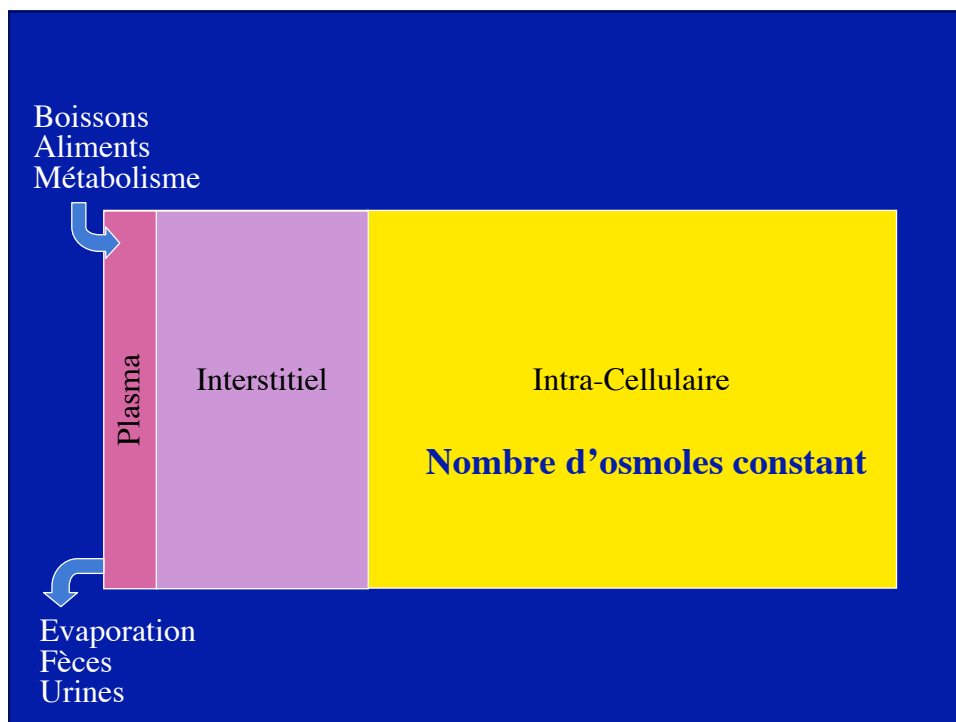 Boissons
Aliments
Métabolisme
Plasma
Interstitiel
Intra-Cellulaire
Nombre d’osmoles constant
Evaporation
Fèces
Urines